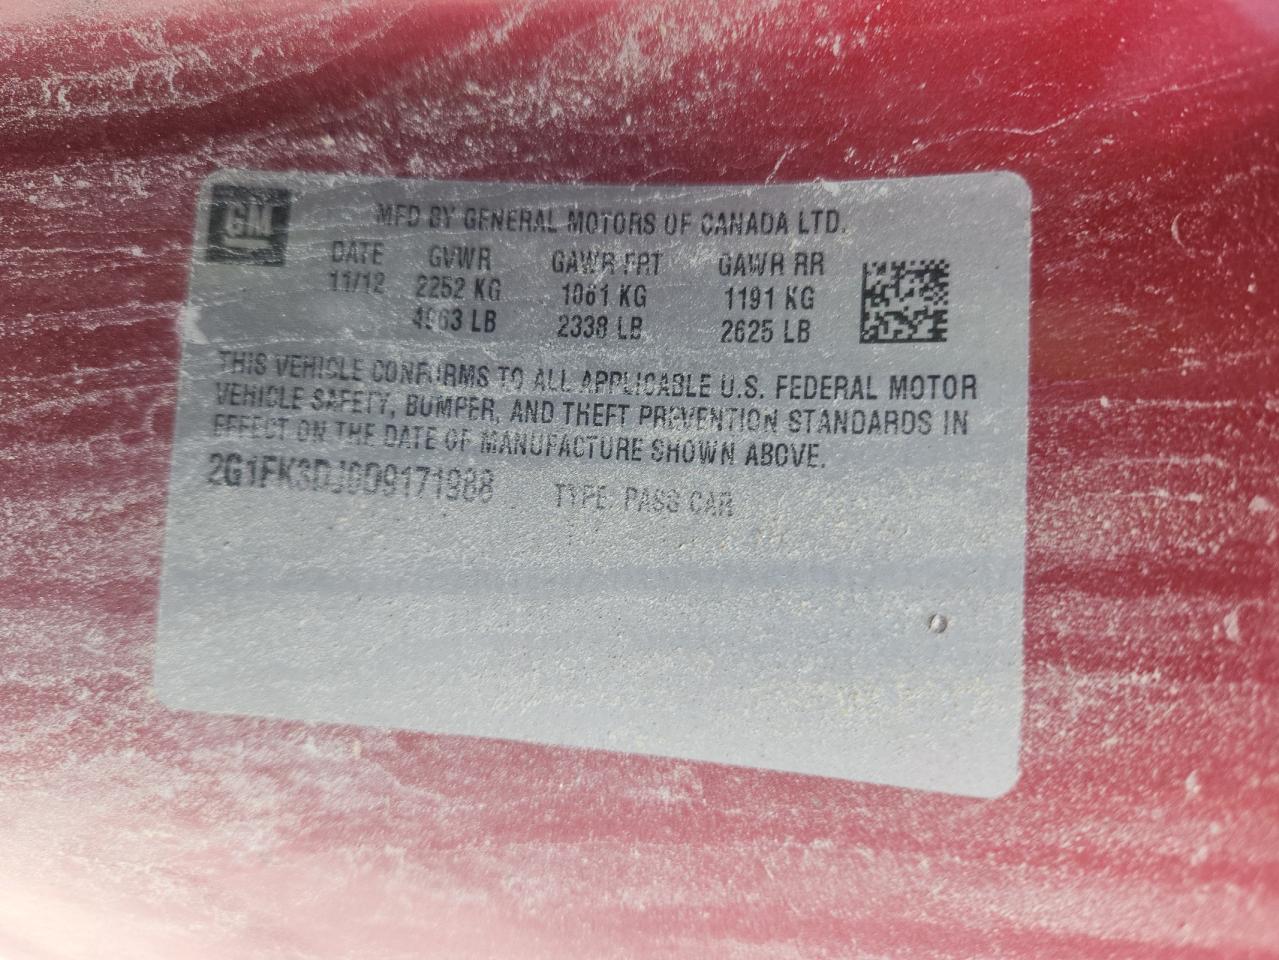 GM
MFD BY GENERAL MOTORS OF CANADA LTD.
DATE GVWR GAWR FRT GAWR RR
11/12 2252 KG 1061 KG 1191 KG
4963 LB 2338 LB 2625 LB
THIS VEHICLE CONFORMS TO ALL APPLICABLE U.S. FEDERAL MOTOR
VEHICLE SAFETY, BUMPER, AND THEFT PREVENTION STANDARDS IN
EFFECT ON THE DATE OF MANUFACTURE SHOWN ABOVE.
2G1FK3DJ0D9171988 TYPE: PASS CAR